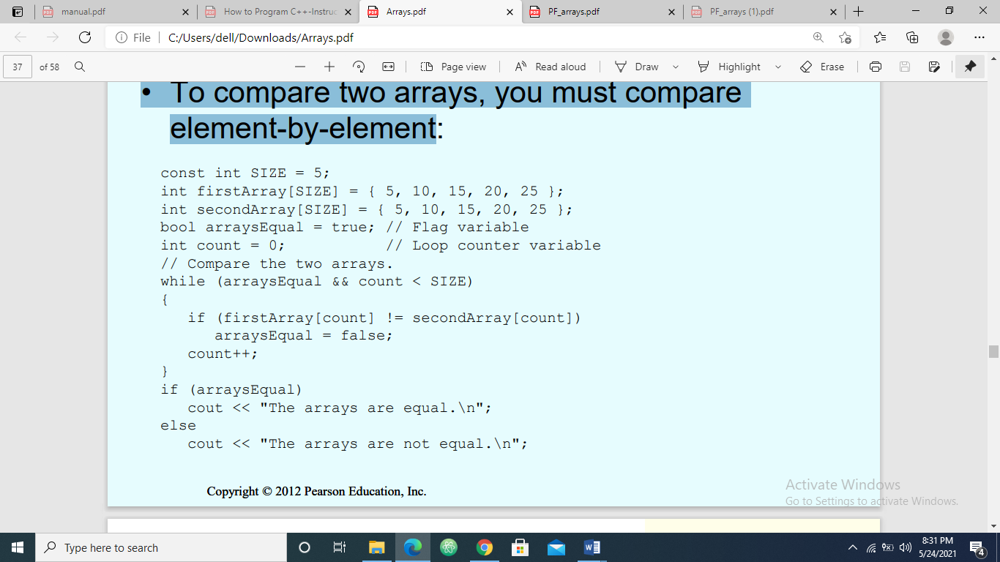 manual.pdf
How to Program C++-Instruc
Arrays.pdf
PF_arrays.pdf
PF_arrays (1).pdf
File
C:/Users/dell/Downloads/Arrays.pdf
37 of 58
Page view
Read aloud
Draw
Highlight
Erase
• To compare two arrays, you must compare
element-by-element:
const int SIZE = 5;
int firstArray[SIZE] = { 5, 10, 15, 20, 25 };
int secondArray[SIZE] = { 5, 10, 15, 20, 25 };
bool arraysEqual = true; // Flag variable
int count = 0; // Loop counter variable
// Compare the two arrays.
while (arraysEqual && count < SIZE)
{
if (firstArray[count] != secondArray[count])
arraysEqual = false;
count++;
}
if (arraysEqual)
cout << "The arrays are equal.\n";
else
cout << "The arrays are not equal.\n";
Copyright © 2012 Pearson Education, Inc.
Activate Windows
Go to Settings to activate Windows.
Type here to search
8:31 PM
5/24/2021
4